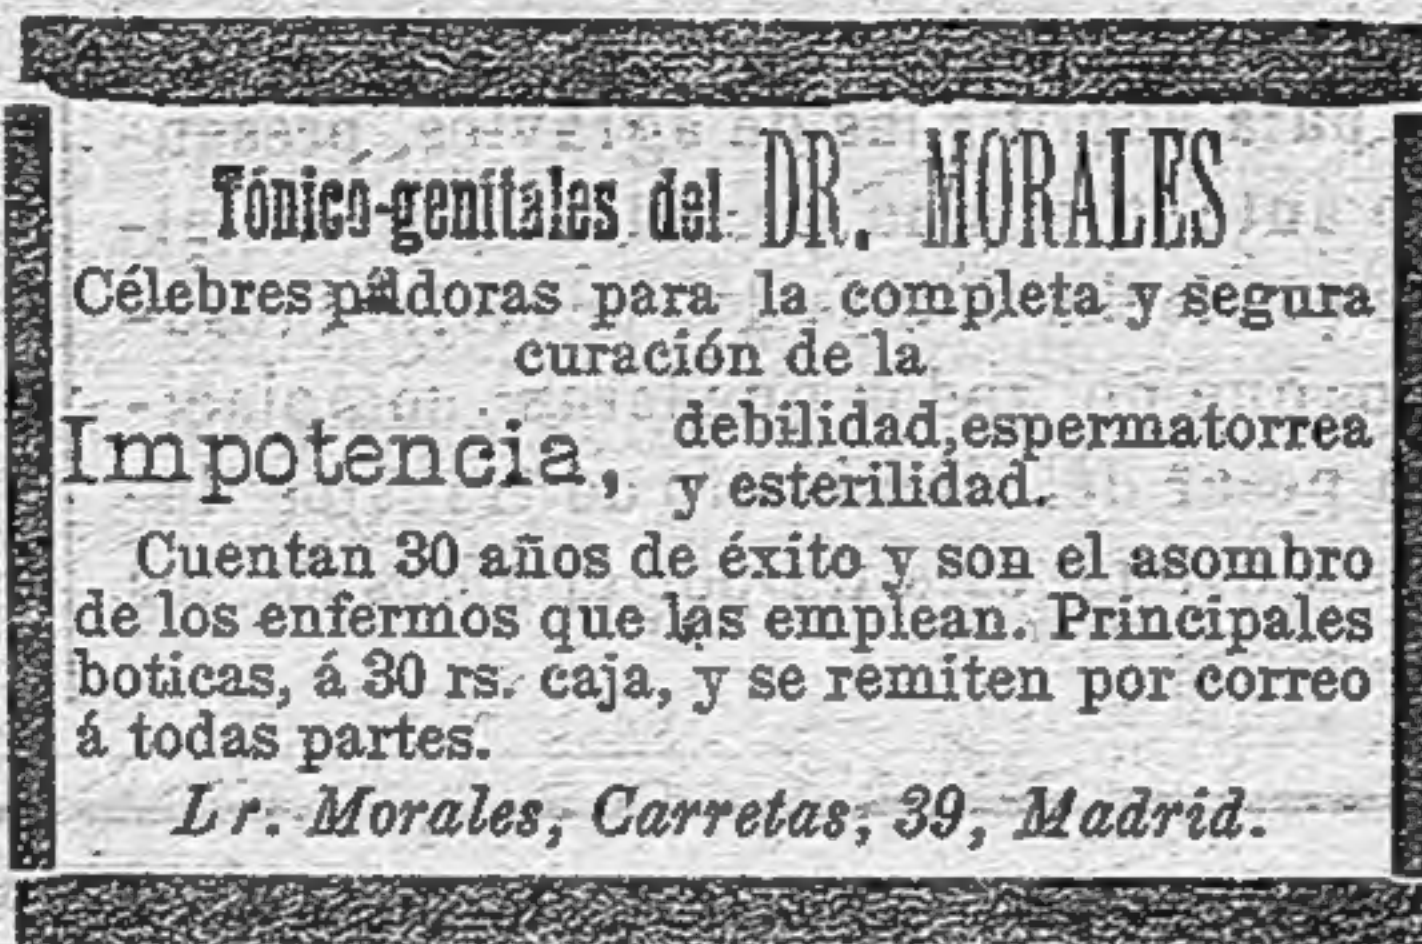 Tónico-genitales del DR. MORALES
Célebres píldoras para la completa y segura
curación de la
Impotencia, debilidad, espermatorrea
y esterilidad.
Cuentan 30 años de éxito y son el asombro
de los enfermos que las emplean. Principales
boticas, á 30 rs. caja, y se remiten por correo
á todas partes.
Dr. Morales, Carretas, 39, Madrid.